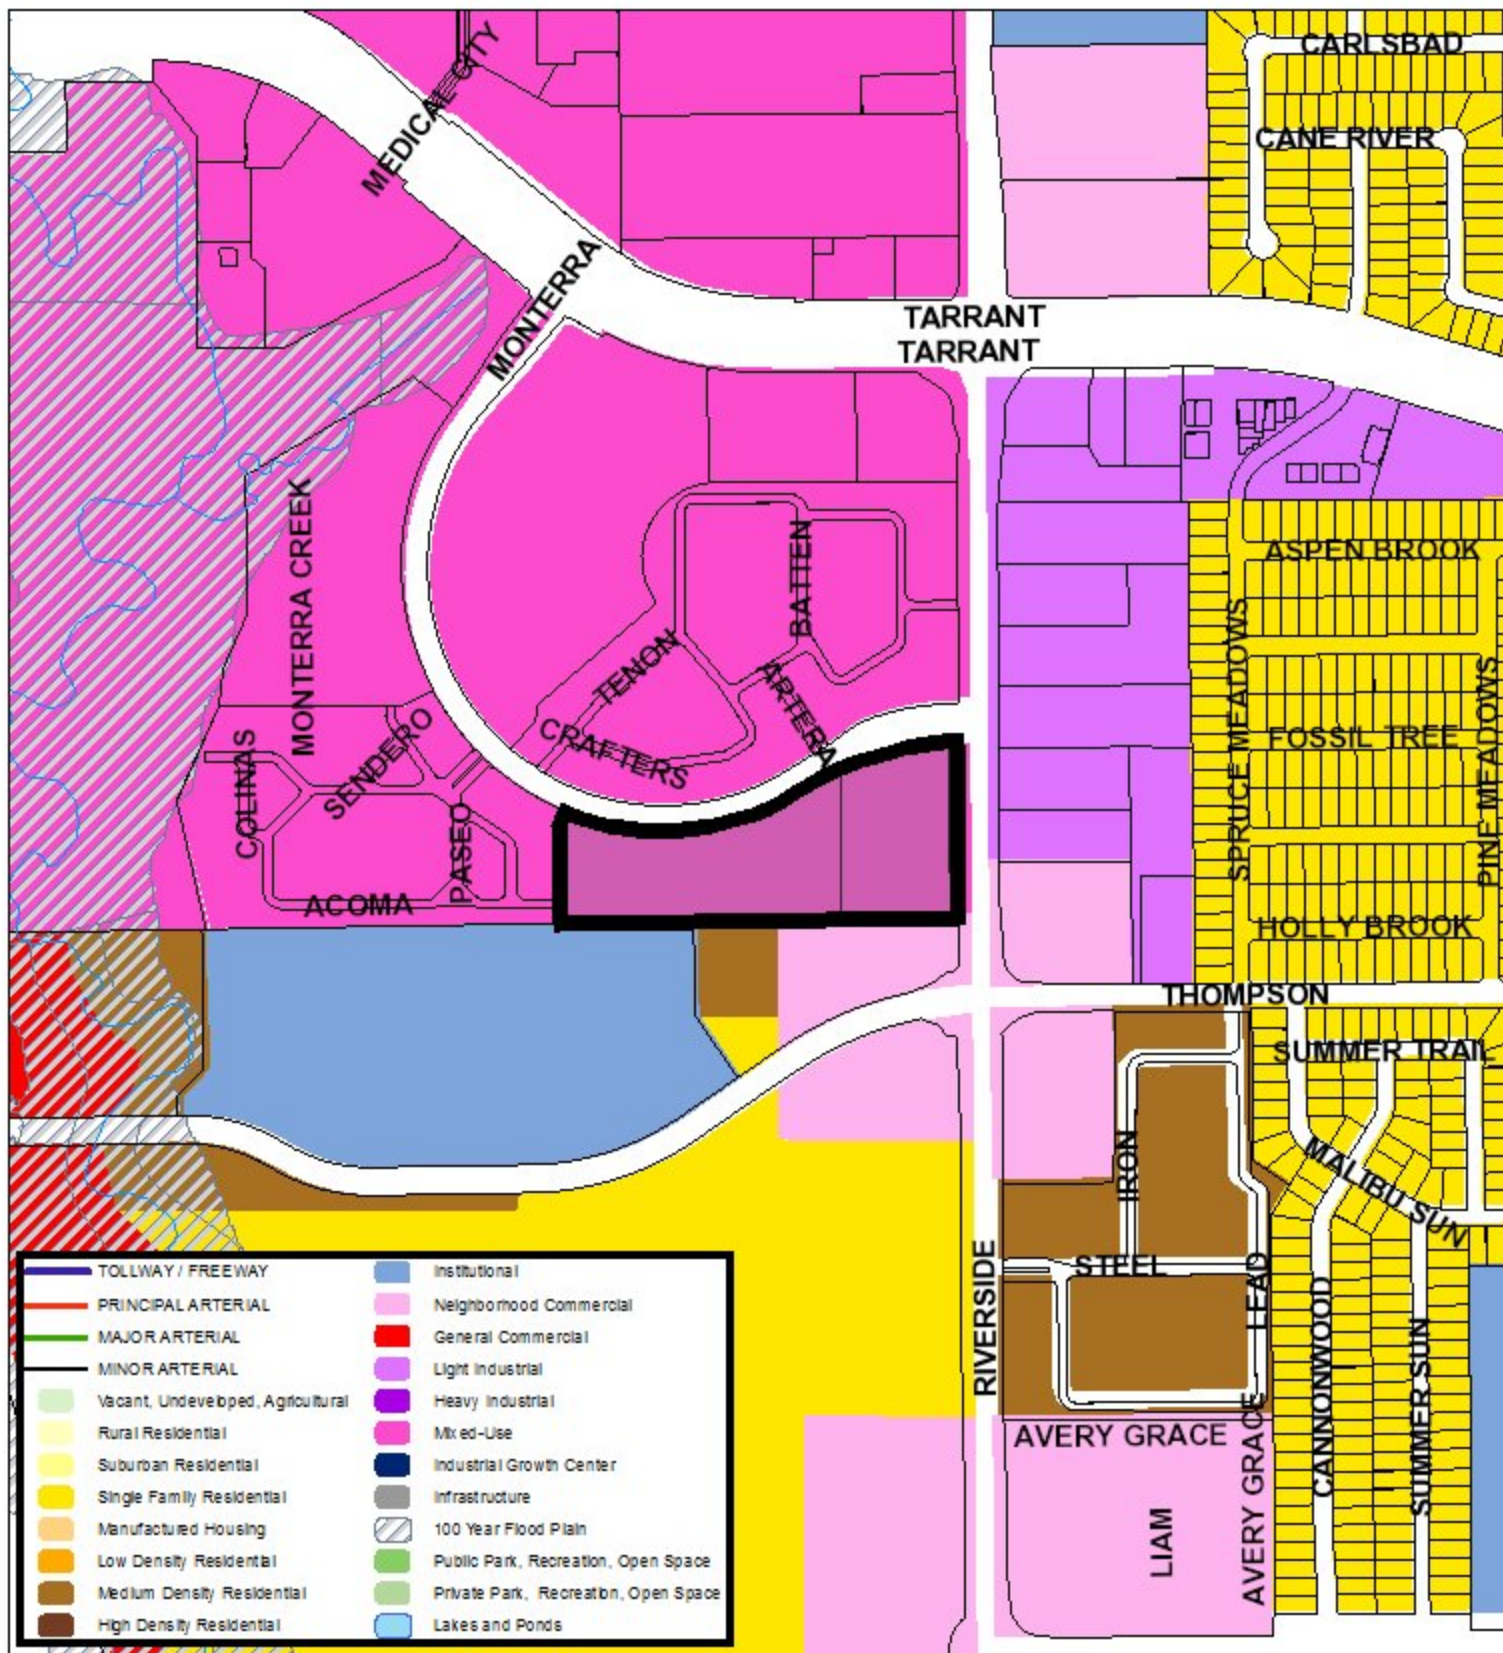 CARLSBAD
MEDICAL CITY
CANE RIVER
MONTERRA
TARRANT
TARRANT
MONTERRA CREEK
BATTEN
ASPEN BROOK
TENON
SPRUCE MEADOWS
PINE MEADOWS
ARTERA
CRAFTERS
SENDERO
COLINAS
FOSSIL TREE
PASEO
ACOMA
HOLLY BROOK
THOMPSON
SUMMER TRAIL
IRON
MALIBU SUN
STEEL
LEAD
RIVERSIDE
CANNONWOOD
SUMMER SUN
AVERY GRACE
AVERY GRACE
LIAM
TOLLWAY / FREEWAY
PRINCIPAL ARTERIAL
MAJOR ARTERIAL
MINOR ARTERIAL
Vacant, Undeveloped, Agricultural
Rural Residential
Suburban Residential
Single Family Residential
Manufactured Housing
Low Density Residential
Medium Density Residential
High Density Residential
Institutional
Neighborhood Commercial
General Commercial
Light Industrial
Heavy Industrial
Mixed-Use
Industrial Growth Center
Infrastructure
100 Year Flood Plain
Public Park, Recreation, Open Space
Private Park, Recreation, Open Space
Lakes and Ponds